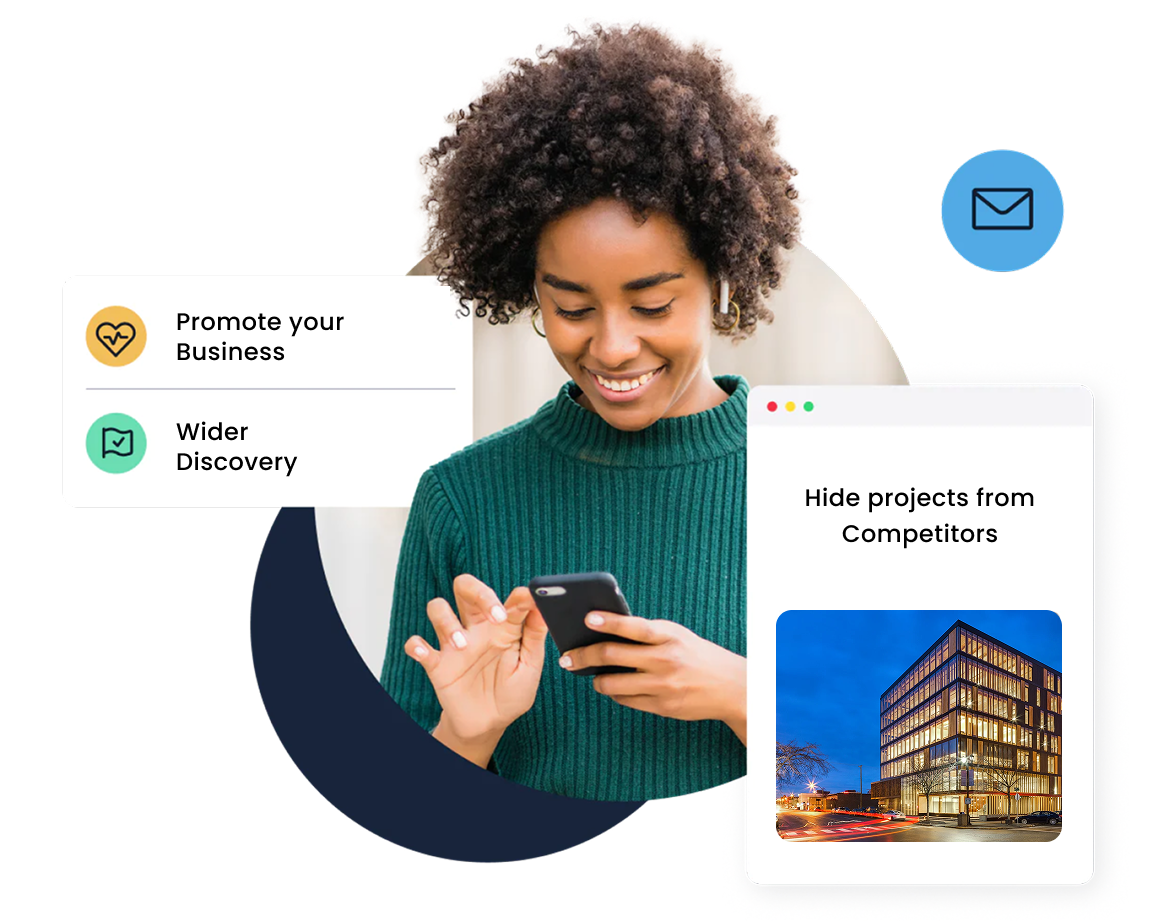 Promote your
Business
Wider
Discovery
Hide projects from
Competitors